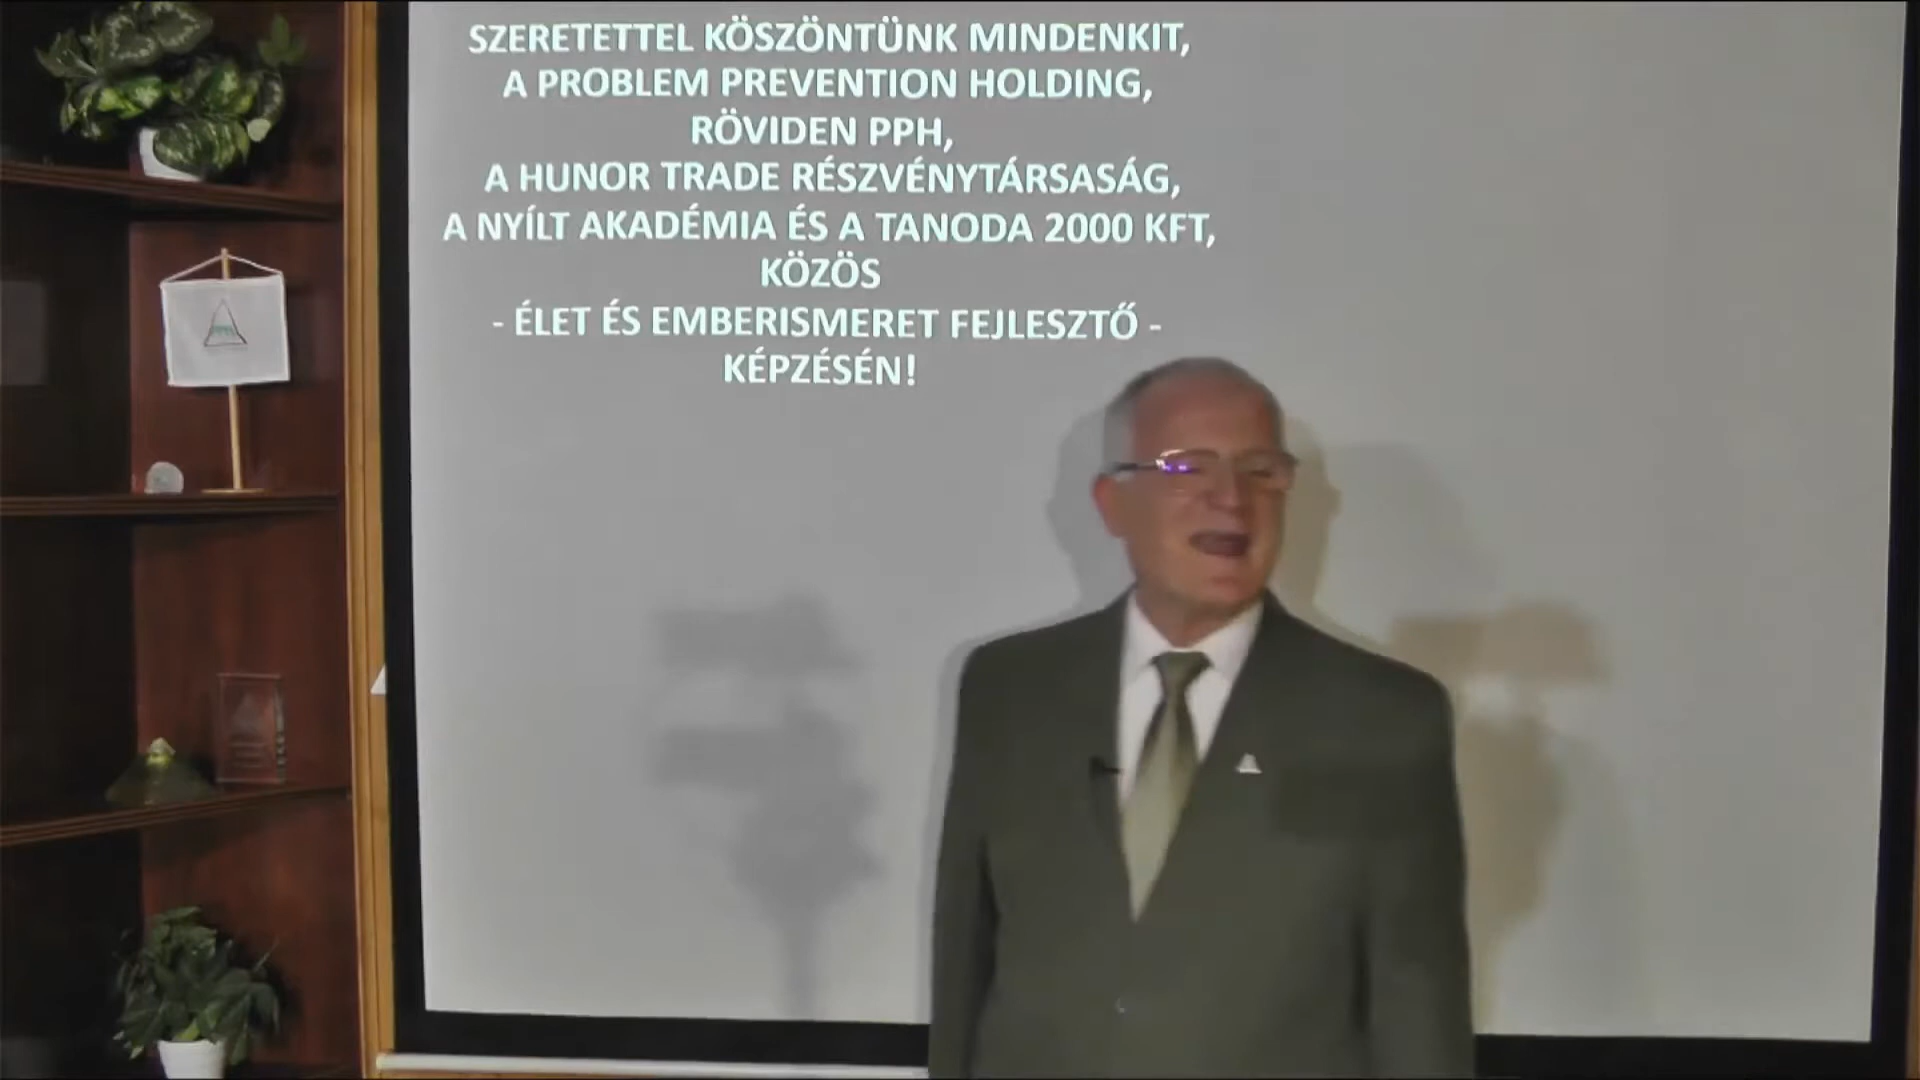 SZERETETTEL KÖSZÖNTÜNK MINDENKIT,
A PROBLEM PREVENTION HOLDING,
RÖVIDEN PPH,
A HUNOR TRADE RÉSZVÉNYTÁRSASÁG,
A NYÍLT AKADÉMIA ÉS A TANODA 2000 KFT,
KÖZÖS
- ÉLET ÉS EMBERISMERET FEJLESZTŐ -
KÉPZÉSÉN!